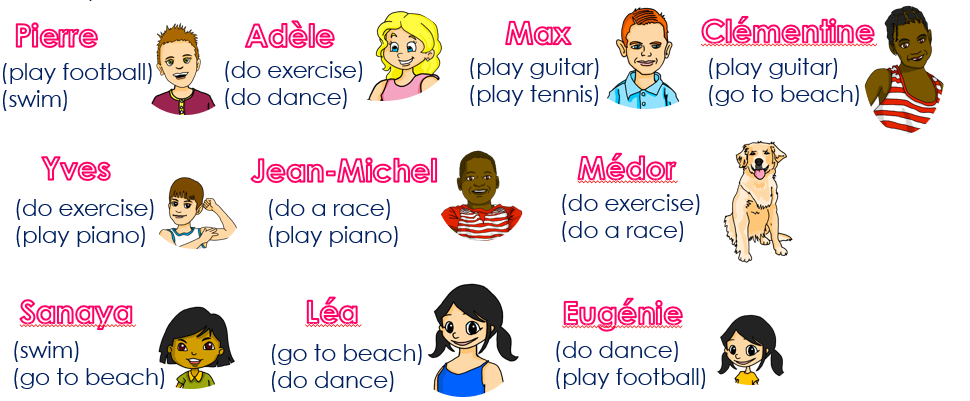 Pierre
(play football)
(swim)
Adèle
(do exercise)
(do dance)
Max
(play guitar)
(play tennis)
Clémentine
(play guitar)
(go to beach)
Yves
(do exercise)
(play piano)
Jean-Michel
(do a race)
(play piano)
Médor
(do exercise)
(do a race)
Sanaya
(swim)
(go to beach)
Léa
(go to beach)
(do dance)
Eugénie
(do dance)
(play football)